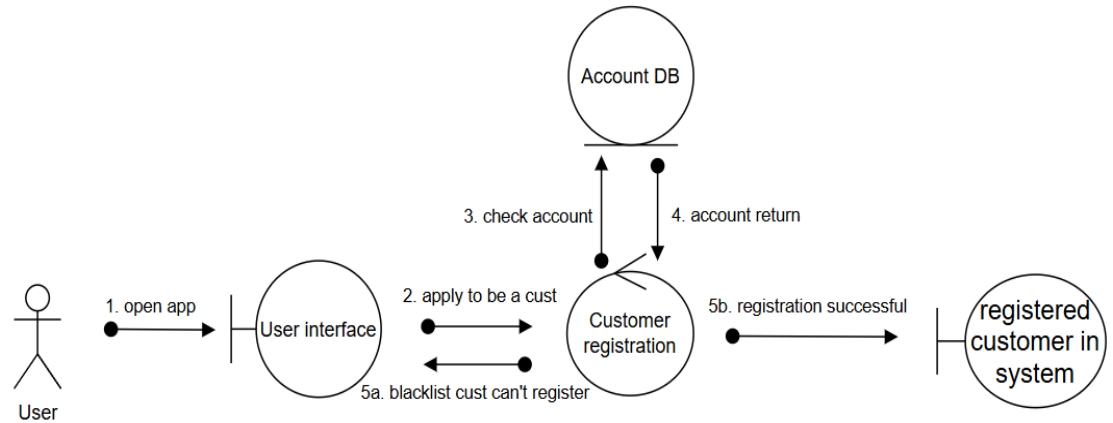 Account DB
3. check account
4. account return
1. open app
User interface
2. apply to be a cust
5a. blacklist cust can't register
Customer
registration
5b. registration successful
registered
customer in
system
User